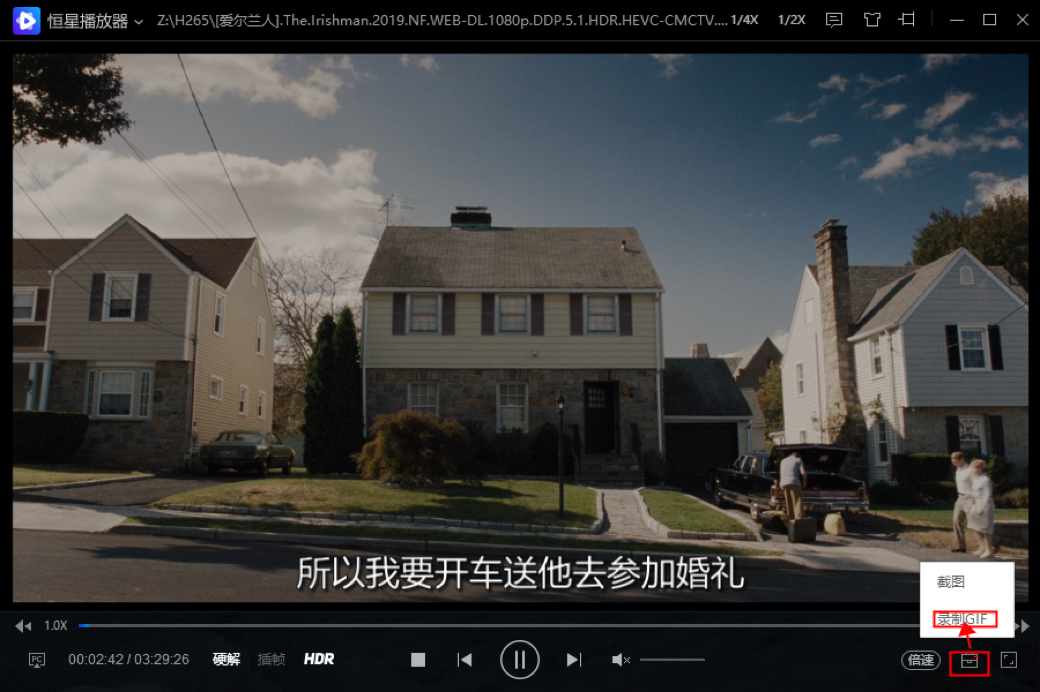 恒星播放器 Z:\H265\[爱尔兰人].The.Irishman.2019.NF.WEB-DL.1080p.DDP.5.1.HDR.HEVC-CMCTV.... 1/4X 1/2X
所以我要开车送他去参加婚礼
截图
录制GIF
1.0X
PC 00:02:42 / 03:29:26 硬解 插帧 HDR 倍速